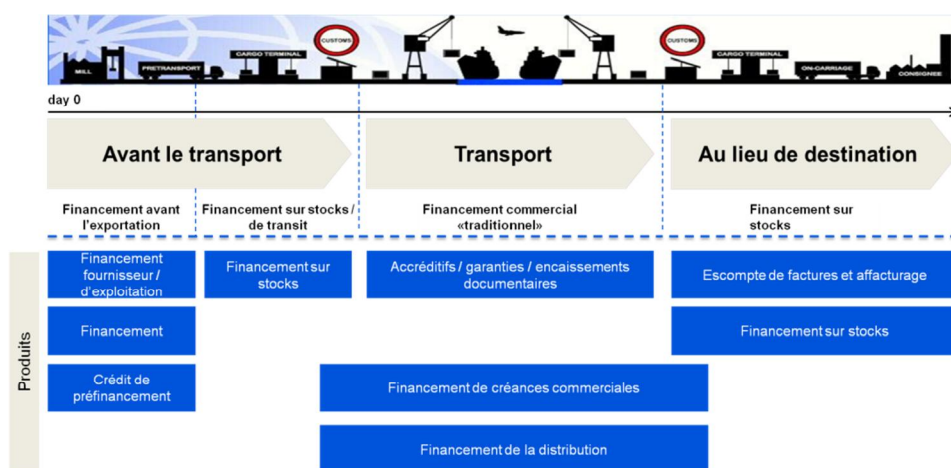 MILL
PRETRANSPORT
CARGO TERMINAL
CUSTOMS
CUSTOMS
CARGO TERMINAL
ON-CARRIAGE
CONSIGNEE
day 0
Avant le transport
Transport
Au lieu de destination
Financement avant
l'exportation
Financement sur stocks /
de transit
Financement commercial
«traditionnel»
Financement sur
stocks
Produits
Financement
fournisseur /
d'exploitation
Financement sur
stocks
Accréditifs / garanties / encaissements
documentaires
Escompte de factures et affacturage
Financement
Financement sur stocks
Crédit de
préfinancement
Financement de créances commerciales
Financement de la distribution